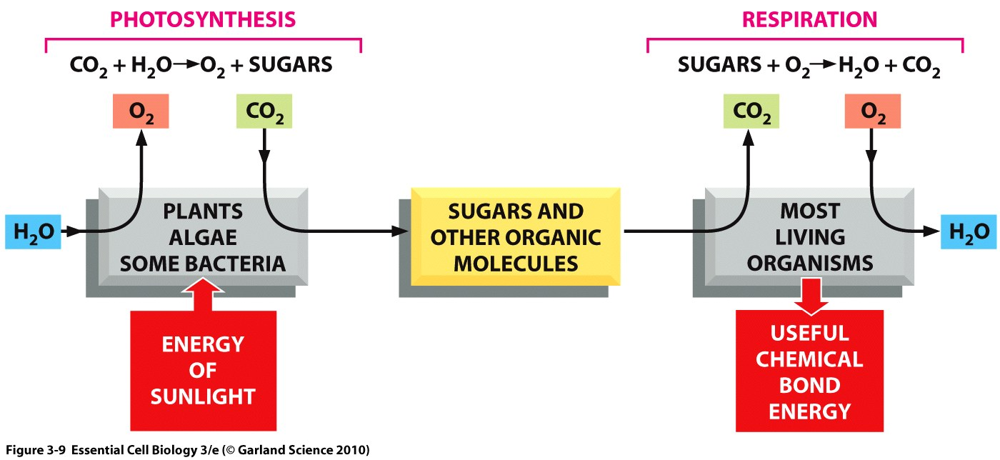 PHOTOSYNTHESIS
CO₂ + H₂O→O₂ + SUGARS
O₂
CO₂
H₂O
PLANTS
ALGAE
SOME BACTERIA
ENERGY
OF
SUNLIGHT
SUGARS AND
OTHER ORGANIC
MOLECULES
RESPIRATION
SUGARS + O₂→H₂O + CO₂
CO₂
O₂
MOST
LIVING
ORGANISMS
H₂O
USEFUL
CHEMICAL
BOND
ENERGY
Figure 3-9 Essential Cell Biology 3/e (© Garland Science 2010)